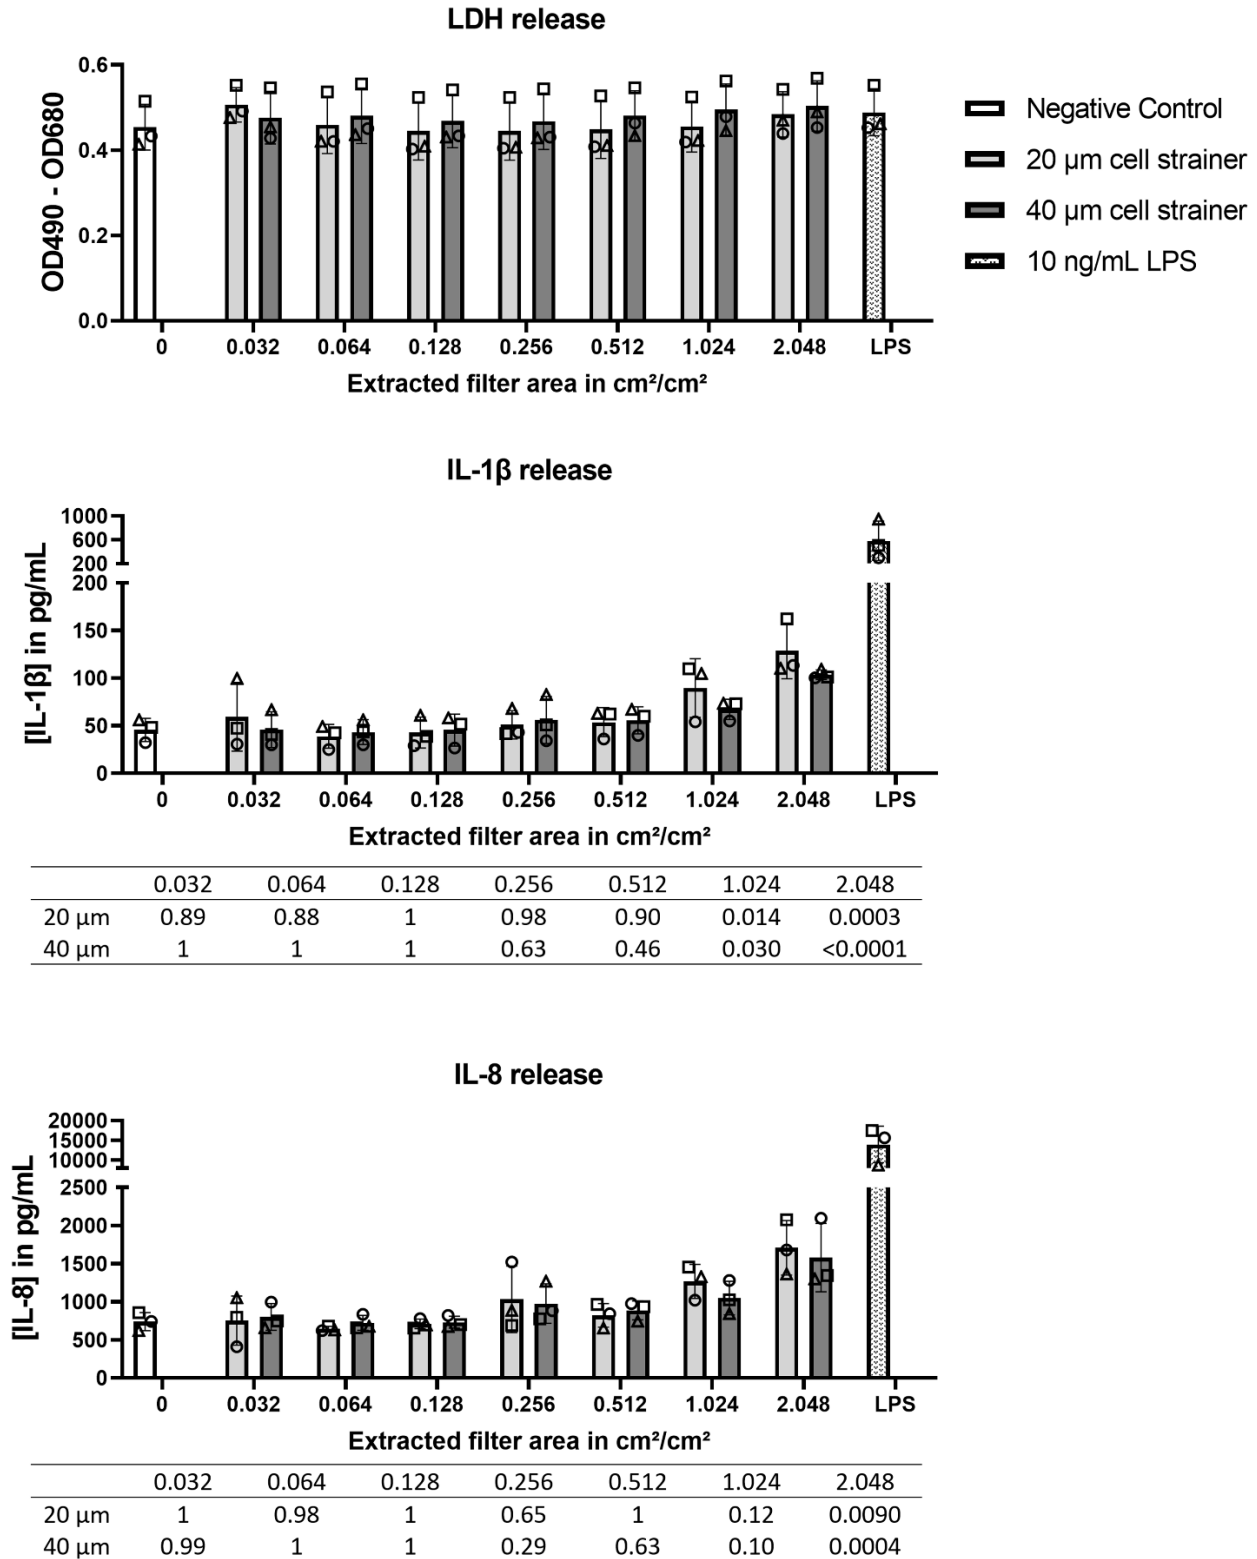 LDH release
0.6
0.4
0.2
0.0
OD490 - OD680
0 0.032 0.064 0.128 0.256 0.512 1.024 2.048 LPS
Extracted filter area in cm²/cm²
Negative Control
20 µm cell strainer
40 µm cell strainer
10 ng/mL LPS
IL-1β release
1000
600
200
200
150
100
50
0
[IL-1β] in pg/mL
0 0.032 0.064 0.128 0.256 0.512 1.024 2.048 LPS
Extracted filter area in cm²/cm²
0.032 0.064 0.128 0.256 0.512 1.024 2.048
20 µm 0.89 0.88 1 0.98 0.90 0.014 0.0003
40 µm 1 1 1 0.63 0.46 0.030 <0.0001
IL-8 release
20000
15000
10000
2500
2000
1500
1000
500
0
[IL-8] in pg/mL
0 0.032 0.064 0.128 0.256 0.512 1.024 2.048 LPS
Extracted filter area in cm²/cm²
0.032 0.064 0.128 0.256 0.512 1.024 2.048
20 µm 1 0.98 1 0.65 1 0.12 0.0090
40 µm 0.99 1 1 0.29 0.63 0.10 0.0004